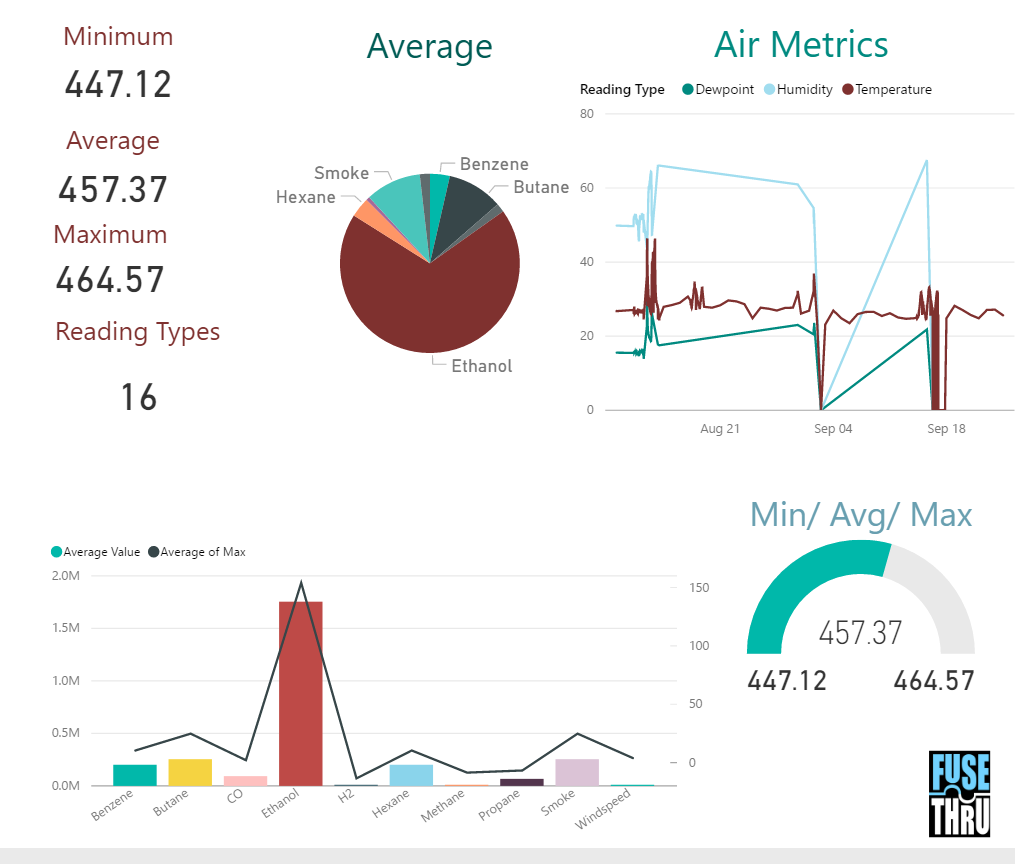 Minimum
447.12
Average
457.37
Maximum
464.57
Reading Types
16
Average
Smoke
Benzene
Hexane
Butane
Ethanol
Air Metrics
Reading Type Dewpoint Humidity Temperature
80
60
40
20
0
Aug 21 Sep 04 Sep 18
Average Value Average of Max
2.0M
1.5M
1.0M
0.5M
0.0M
150
100
50
0
Benzene Butane CO Ethanol H2 Hexane Methane Propane Smoke Windspeed
Min/ Avg/ Max
457.37
447.12 464.57
FUSE
THRU